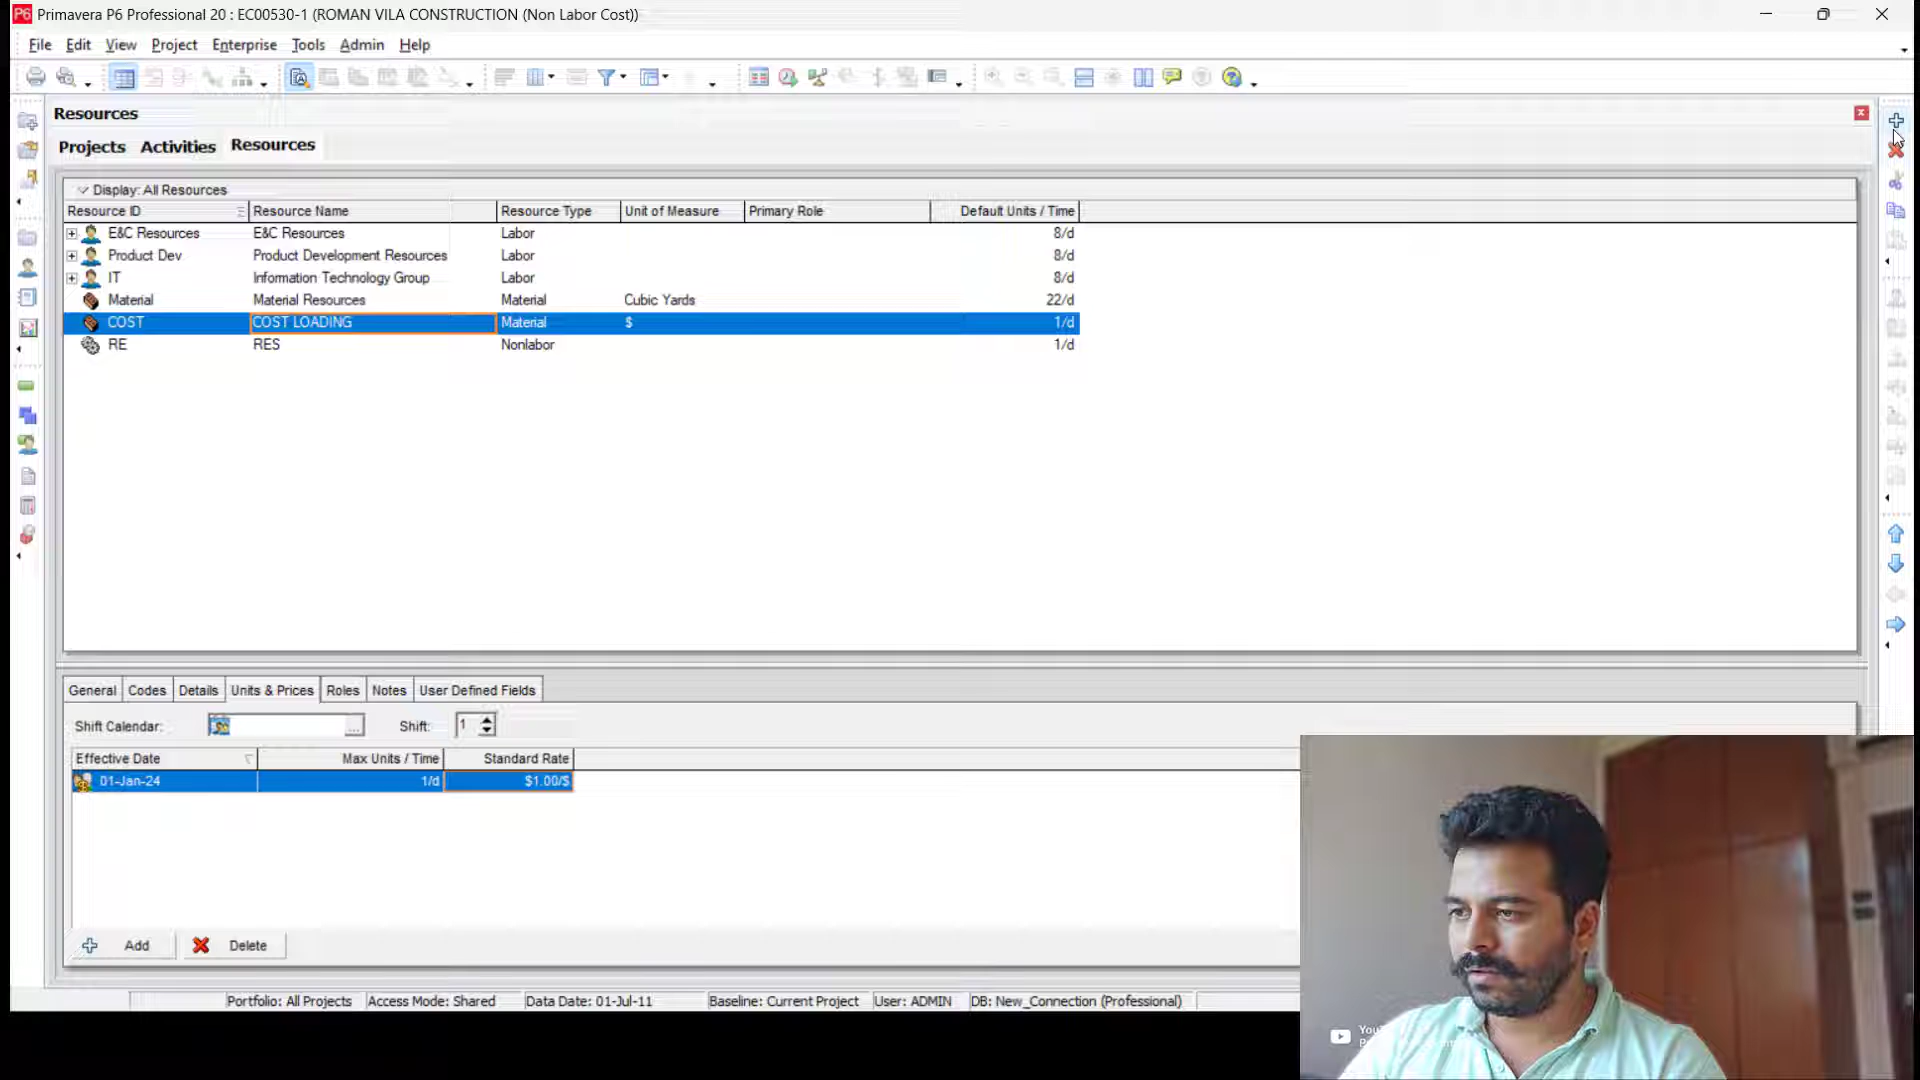 Primavera P6 Professional 20 : EC00530-1 (ROMAN VILA CONSTRUCTION (Non Labor Cost))
File Edit View Project Enterprise Tools Admin Help
Resources
Projects Activities Resources
Display: All Resources
Resource ID Resource Name Resource Type Unit of Measure Primary Role Default Units / Time
E&C Resources E&C Resources Labor 8/d
Product Dev Product Development Resources Labor 8/d
IT Information Technology Group Labor 8/d
Material Material Resources Material Cubic Yards 22/d
COST COST LOADING Material $ 1/d
RE RES Nonlabor 1/d
General Codes Details Units & Prices Roles Notes User Defined Fields
Shift Calendar: ... Shift: 1
Effective Date Max Units / Time Standard Rate
01-Jan-24 1/d $1.00/$
Add Delete
Portfolio: All Projects Access Mode: Shared Data Date: 01-Jul-11 Baseline: Current Project User: ADMIN DB: New_Connection (Professional)